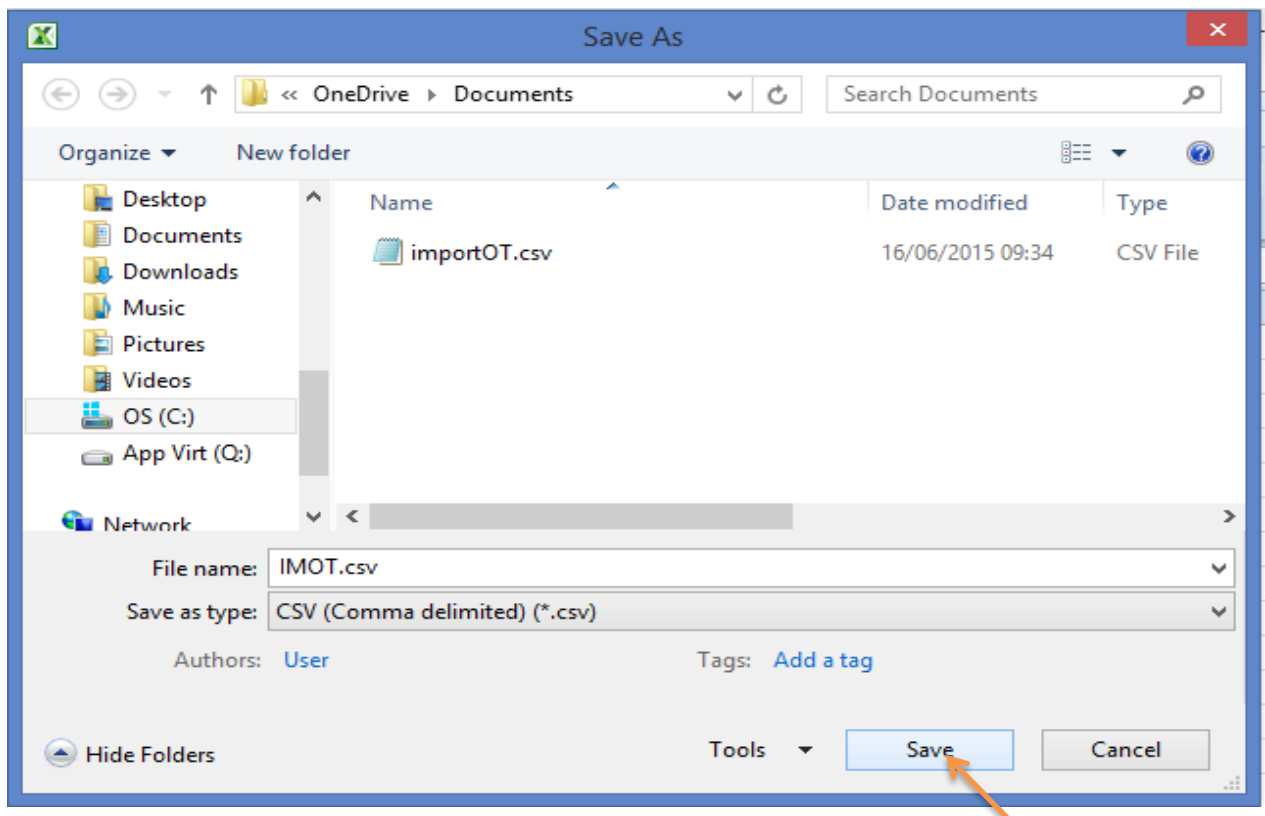 Save As
« OneDrive Documents
Search Documents
Organize New folder
Name Date modified Type
Desktop
Documents
Downloads
Music
Pictures
Videos
OS (C:)
App Virt (Q:)
Network
importOT.csv 16/06/2015 09:34 CSV File
File name: IMOT.csv
Save as type: CSV (Comma delimited) (*.csv)
Authors: User Tags: Add a tag
Hide Folders Tools Save Cancel